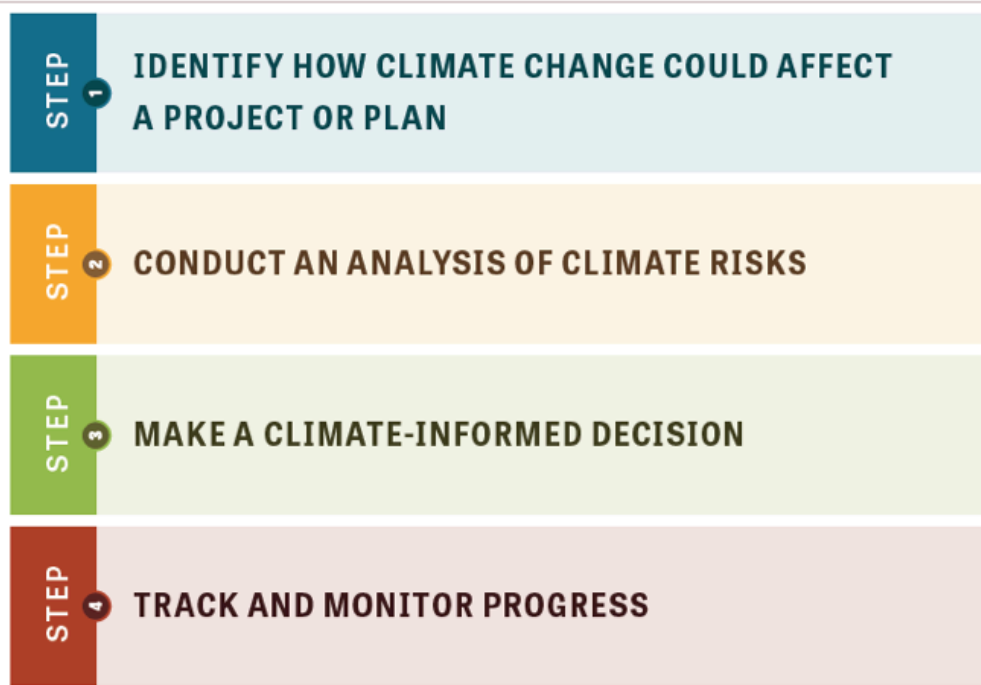 STEP 1
IDENTIFY HOW CLIMATE CHANGE COULD AFFECT
A PROJECT OR PLAN
STEP 2
CONDUCT AN ANALYSIS OF CLIMATE RISKS
STEP 3
MAKE A CLIMATE-INFORMED DECISION
STEP 4
TRACK AND MONITOR PROGRESS